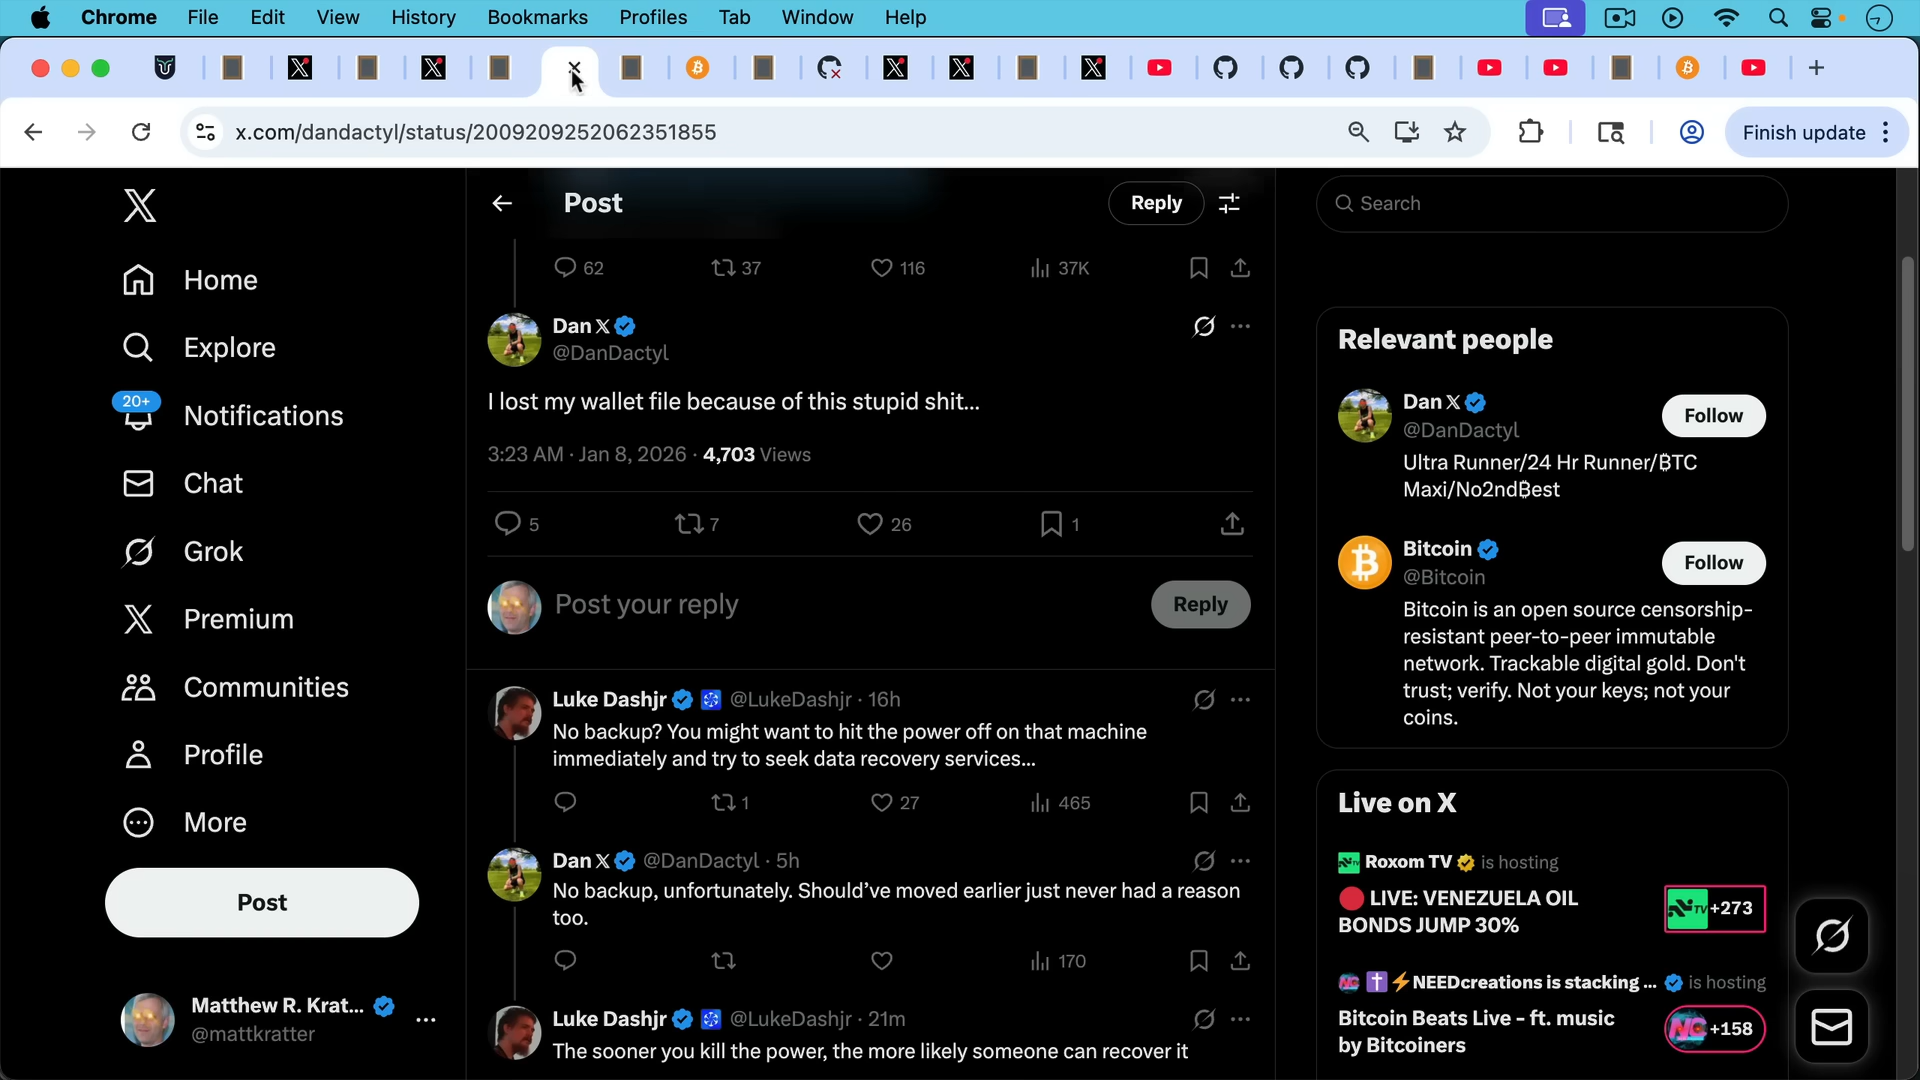 Chrome File Edit View History Bookmarks Profiles Tab Window Help
x.com/dandactyl/status/2009209252062351855
Finish update
Home
Explore
20+
Notifications
Chat
Grok
Premium
Communities
Profile
More
Post
Matthew R. Krat...
@mattkratter
Post
Reply
62 37 116 37K
Dan X
@DanDactyl
I lost my wallet file because of this stupid shit...
3:23 AM · Jan 8, 2026 · 4,703 Views
5 7 26 1
Post your reply
Reply
Luke Dashjr @LukeDashjr · 16h
No backup? You might want to hit the power off on that machine
immediately and try to seek data recovery services...
1 27 465
Dan X @DanDactyl · 5h
No backup, unfortunately. Should’ve moved earlier just never had a reason
too.
170
Luke Dashjr @LukeDashjr · 21m
The sooner you kill the power, the more likely someone can recover it
Search
Relevant people
Dan X
@DanDactyl
Follow
Ultra Runner/24 Hr Runner/₿TC
Maxi/No2nd₿est
Bitcoin
@Bitcoin
Follow
Bitcoin is an open source censorship-
resistant peer-to-peer immutable
network. Trackable digital gold. Don't
trust; verify. Not your keys; not your
coins.
Live on X
Roxom TV is hosting
LIVE: VENEZUELA OIL
BONDS JUMP 30%
TV +273
NEEDcreations is stacking ... is hosting
Bitcoin Beats Live - ft. music
by Bitcoiners
NC +158